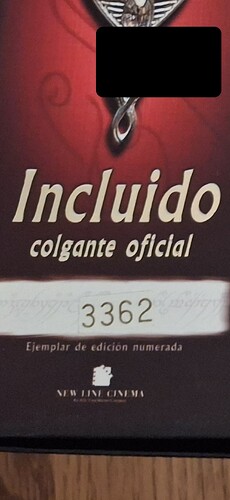 Incluido
colgante oficial
3362
Ejemplar de edición numerada
NEW LINE CINEMA